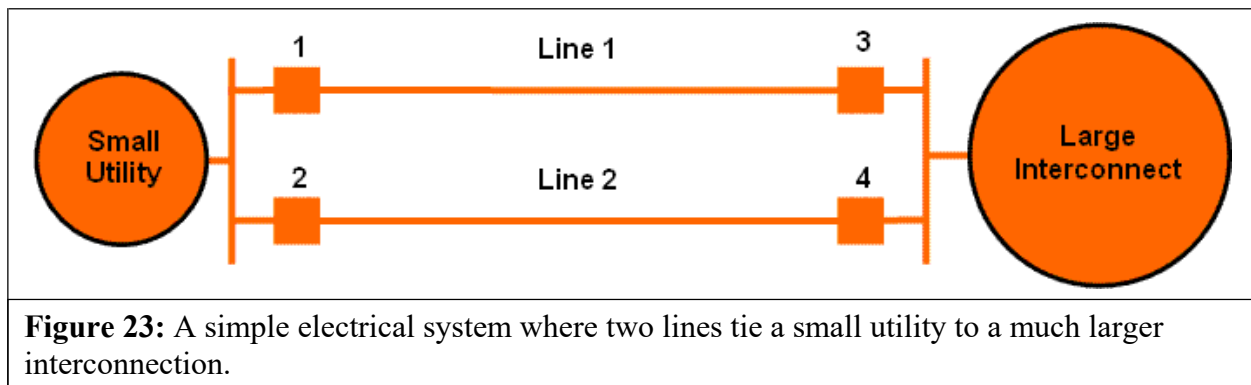 1
Line 1
3
Small
Utility
Large
Interconnect
2
Line 2
4
Figure 23: A simple electrical system where two lines tie a small utility to a much larger
interconnection.